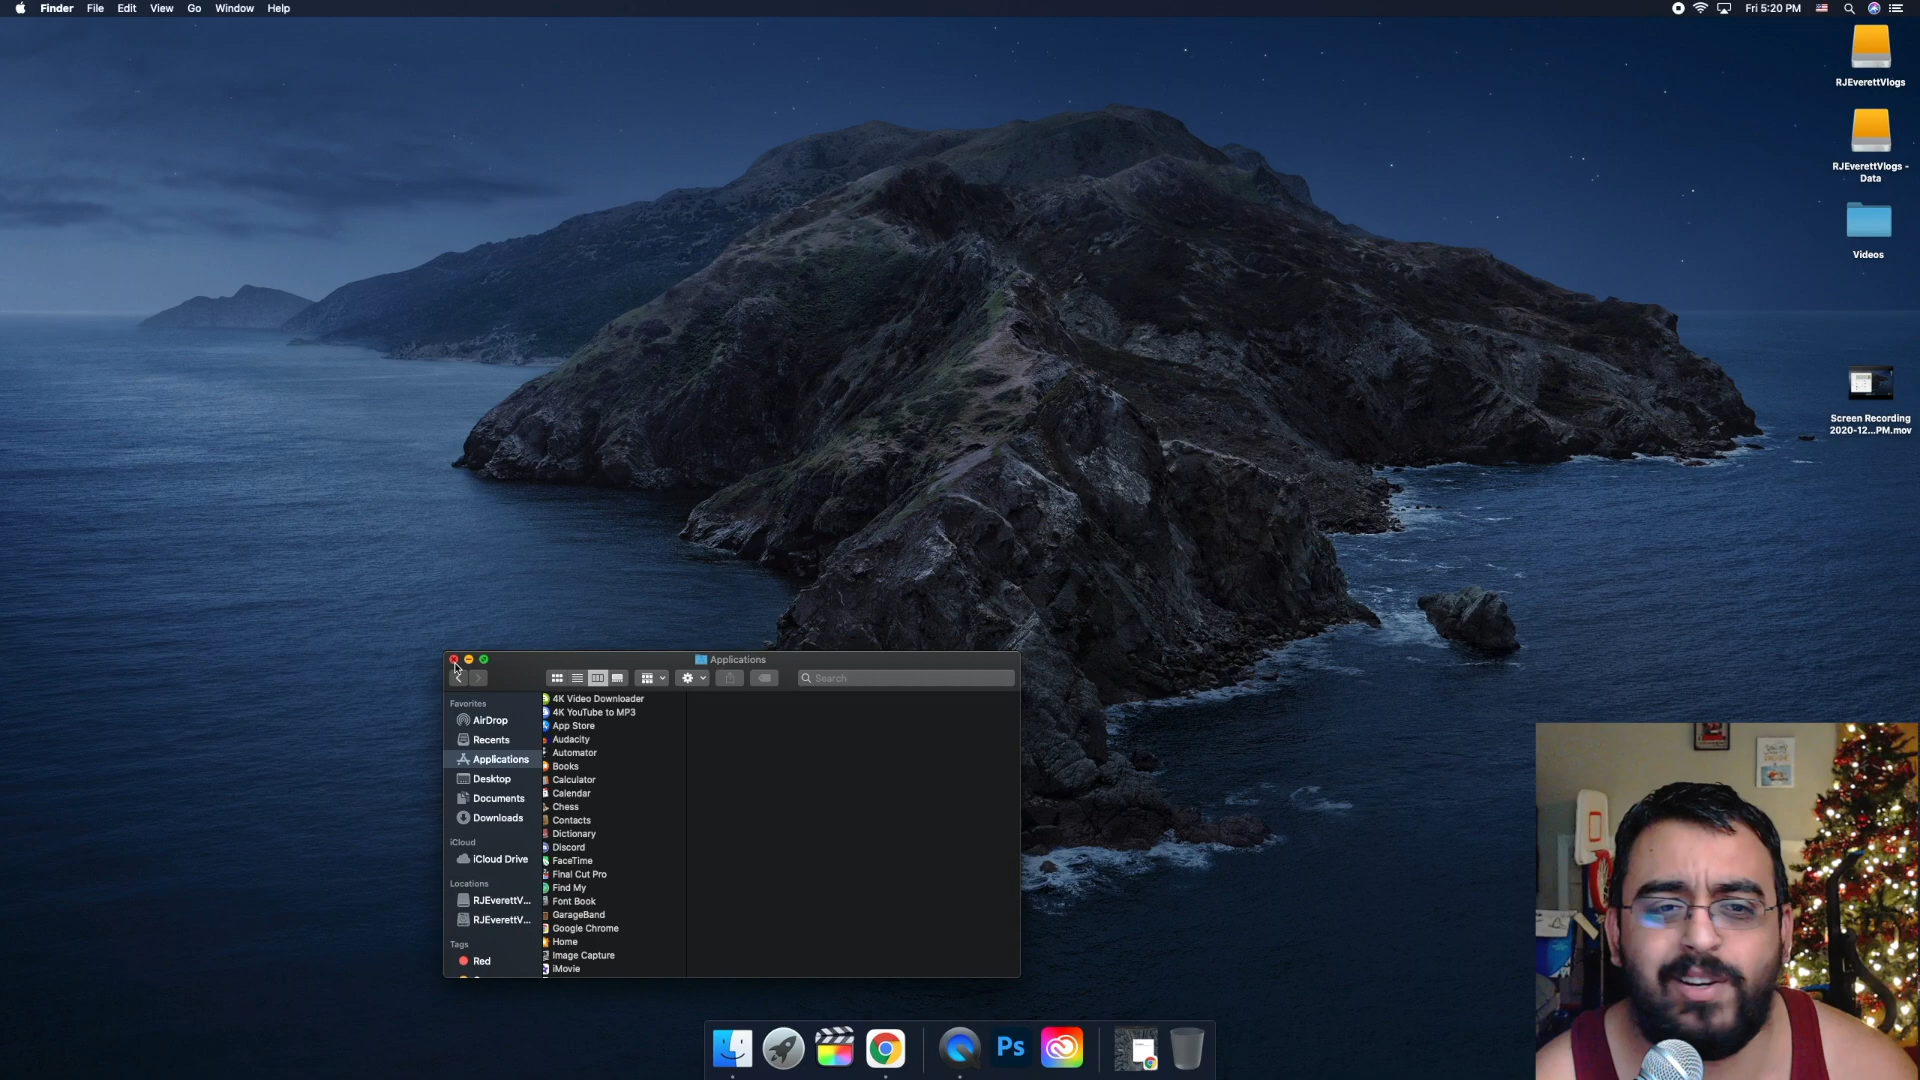 Finder File Edit View Go Window Help
Fri 5:20 PM
RJEverettVlogs
RJEverettVlogs -
Data
Videos
Screen Recording
2020-12...PM.mov
Applications
Search
Favorites
AirDrop
Recents
Applications
Desktop
Documents
Downloads
iCloud
iCloud Drive
Locations
RJEverettV...
RJEverettV...
Tags
Red
4K Video Downloader
4K YouTube to MP3
App Store
Audacity
Automator
Books
Calculator
Calendar
Chess
Contacts
Dictionary
Discord
FaceTime
Final Cut Pro
Find My
Font Book
GarageBand
Google Chrome
Home
Image Capture
iMovie
Ps